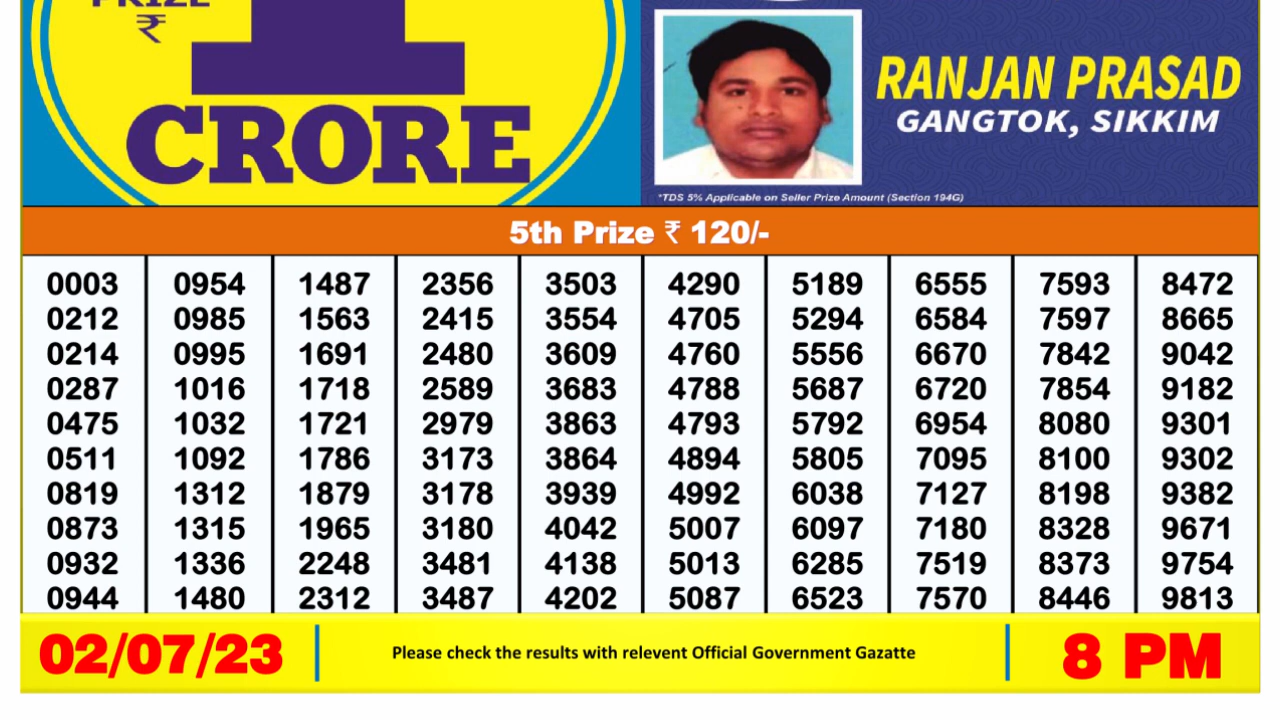 PRIZE
₹
1
CRORE
RANJAN PRASAD
GANGTOK, SIKKIM
*TDS 5% Applicable on Seller Prize Amount (Section 194G)
5th Prize ₹ 120/-
0003 0954 1487 2356 3503 4290 5189 6555 7593 8472
0212 0985 1563 2415 3554 4705 5294 6584 7597 8665
0214 0995 1691 2480 3609 4760 5556 6670 7842 9042
0287 1016 1718 2589 3683 4788 5687 6720 7854 9182
0475 1032 1721 2979 3863 4793 5792 6954 8080 9301
0511 1092 1786 3173 3864 4894 5805 7095 8100 9302
0819 1312 1879 3178 3939 4992 6038 7127 8198 9382
0873 1315 1965 3180 4042 5007 6097 7180 8328 9671
0932 1336 2248 3481 4138 5013 6285 7519 8373 9754
0944 1480 2312 3487 4202 5087 6523 7570 8446 9813
02/07/23 Please check the results with relevent Official Government Gazatte 8 PM